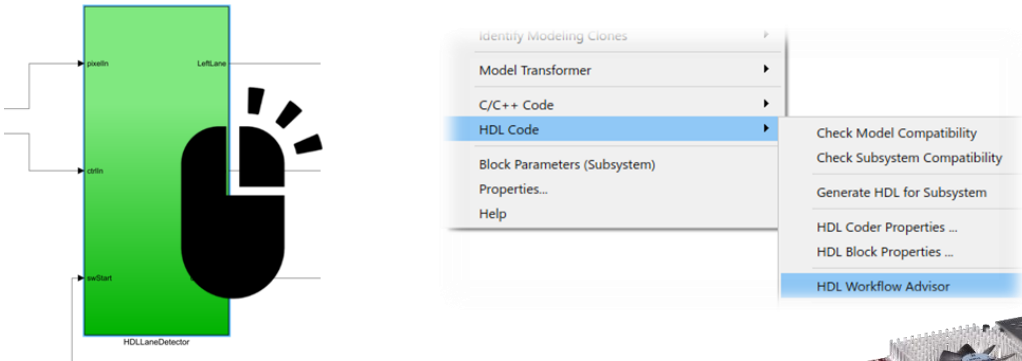 pixelIn
LeftLane
ctrlIn
swStart
HDLLaneDetector
Identify Modeling Clones
Model Transformer
C/C++ Code
HDL Code
Block Parameters (Subsystem)
Properties...
Help
Check Model Compatibility
Check Subsystem Compatibility
Generate HDL for Subsystem
HDL Coder Properties ...
HDL Block Properties ...
HDL Workflow Advisor